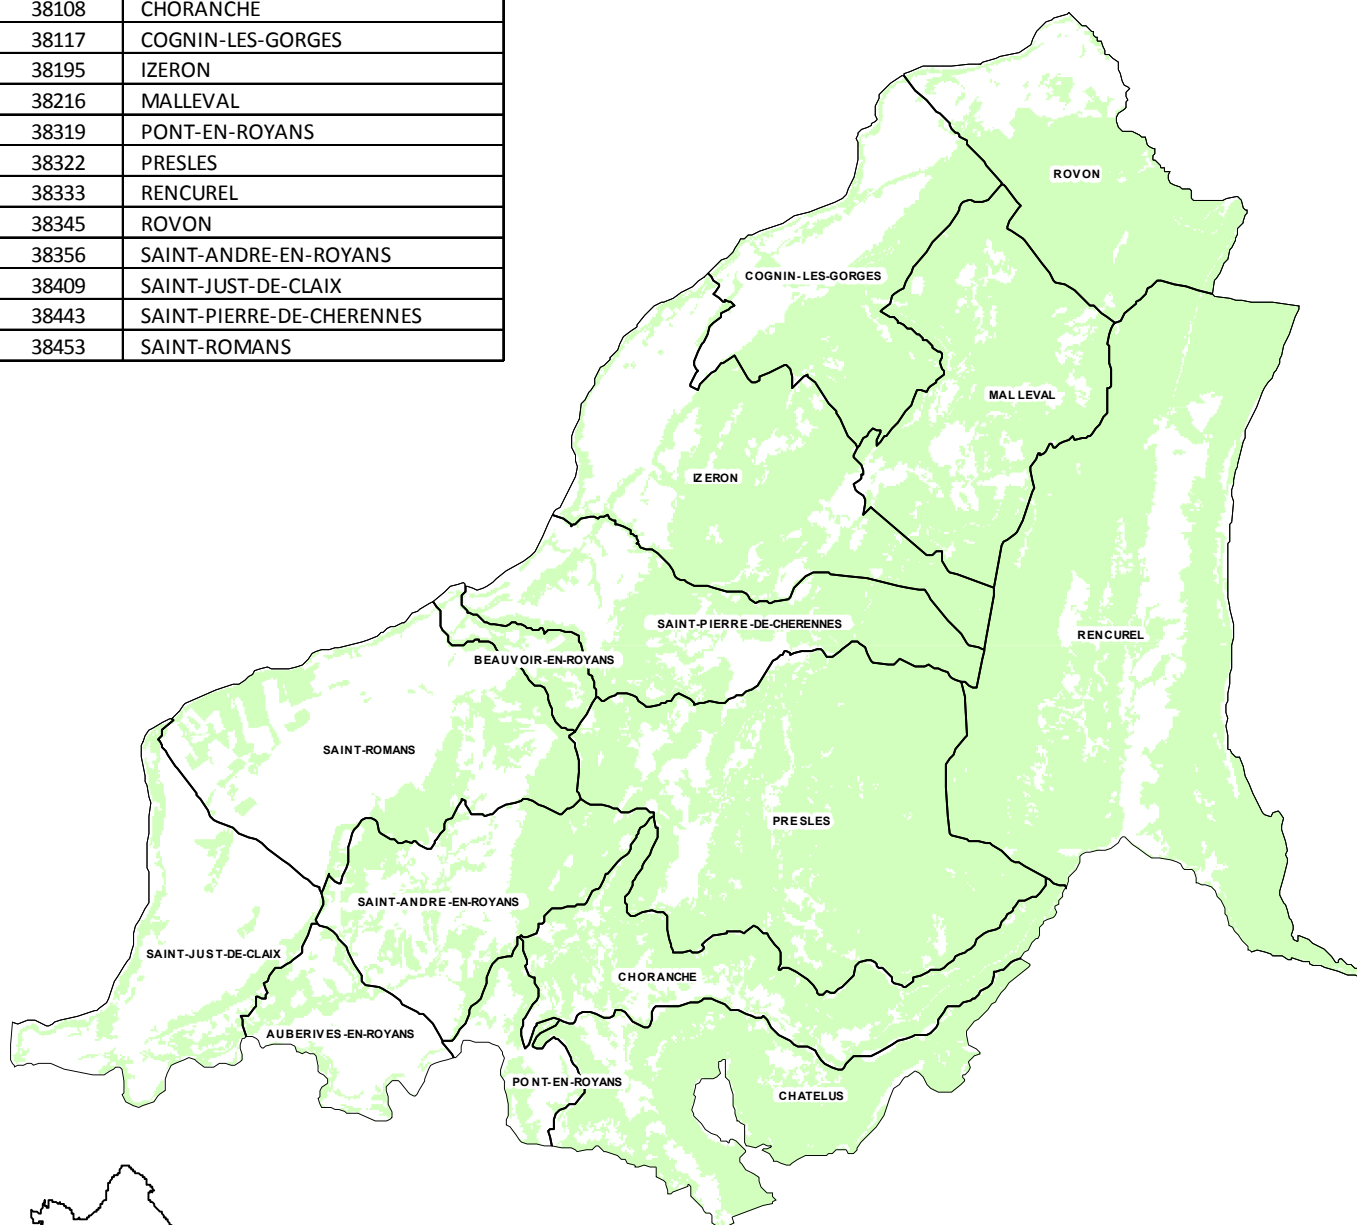 38108 CHORANCHE
38117 COGNIN-LES-GORGES
38195 IZERON
38216 MALLEVAL
38319 PONT-EN-ROYANS
38322 PRESLES
38333 RENCUREL
38345 ROVON
38356 SAINT-ANDRE-EN-ROYANS
38409 SAINT-JUST-DE-CLAIX
38443 SAINT-PIERRE-DE-CHERENNES
38453 SAINT-ROMANS
ROVON
COGNIN-LES-GORGES
MALLEVAL
IZERON
SAINT-PIERRE-DE-CHERENNES
RENCUREL
BEAUVOIR-EN-ROYANS
SAINT-ROMANS
PRESLES
SAINT-ANDRE-EN-ROYANS
SAINT-JUST-DE-CLAIX
CHORANCHE
AUBERIVES-EN-ROYANS
PONT-EN-ROYANS
CHATELUS